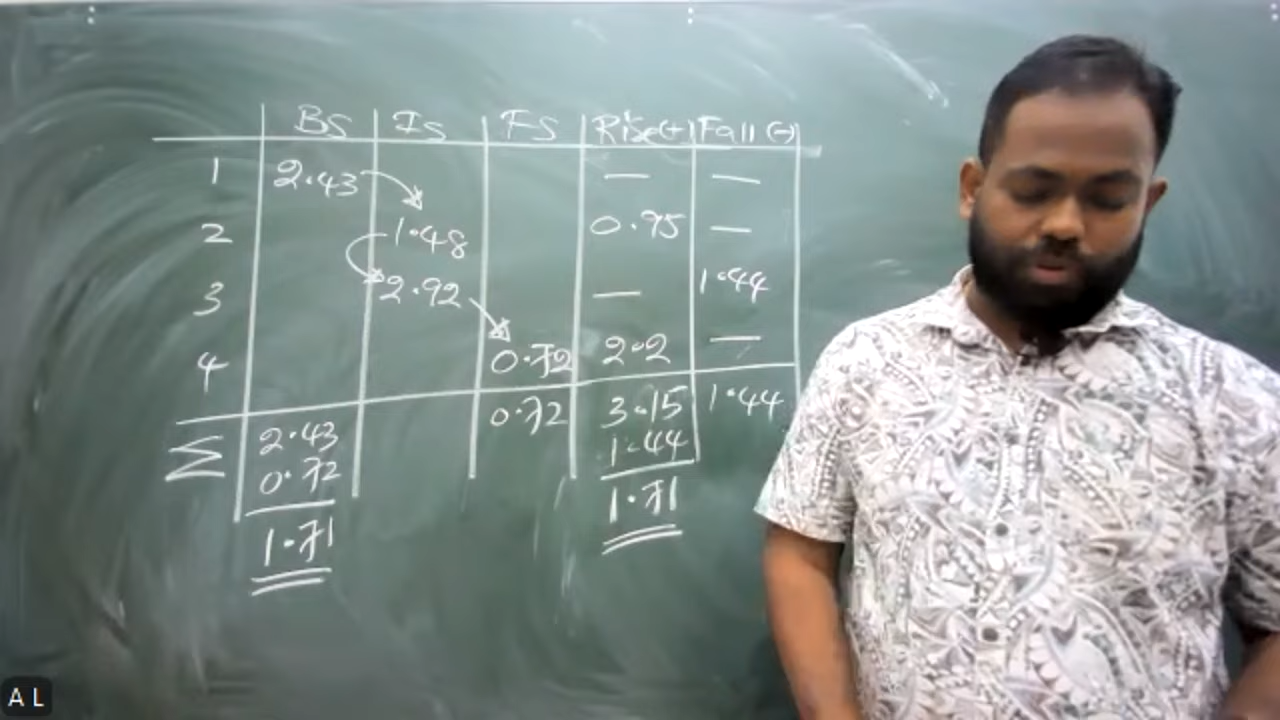 BS IS FS Rise(+) Fall(-)
1 2.43 — —
2 1.48 0.95 —
3 2.92 — 1.44
4 0.72 2.2 —
Σ 2.43 0.72 3.15 1.44
0.72 1.44
1.71 1.71
A L